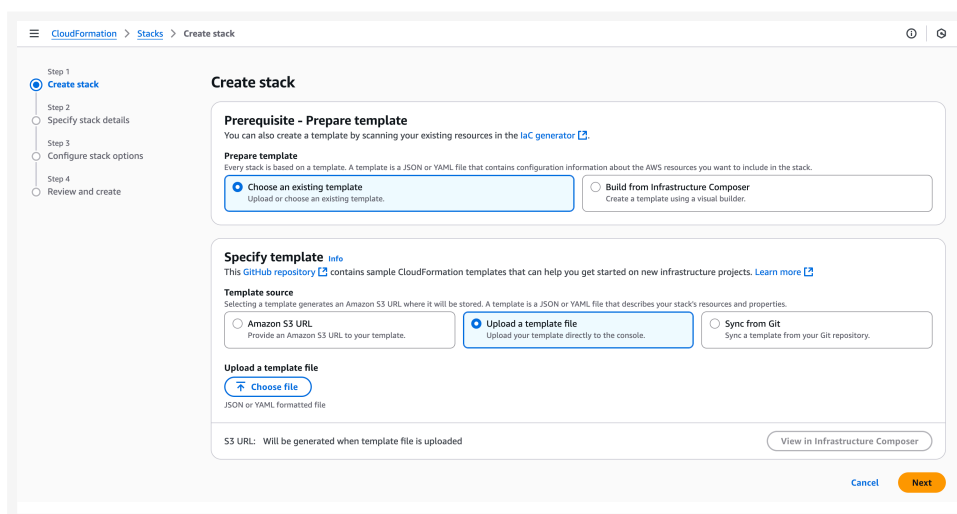 CloudFormation > Stacks > Create stack
Step 1
Create stack
Step 2
Specify stack details
Step 3
Configure stack options
Step 4
Review and create
Create stack
Prerequisite - Prepare template
You can also create a template by scanning your existing resources in the IaC generator.
Prepare template
Every stack is based on a template. A template is a JSON or YAML file that contains configuration information about the AWS resources you want to include in the stack.
Choose an existing template
Upload or choose an existing template.
Build from Infrastructure Composer
Create a template using a visual builder.
Specify template Info
This GitHub repository contains sample CloudFormation templates that can help you get started on new infrastructure projects. Learn more
Template source
Selecting a template generates an Amazon S3 URL where it will be stored. A template is a JSON or YAML file that describes your stack's resources and properties.
Amazon S3 URL
Provide an Amazon S3 URL to your template.
Upload a template file
Upload your template directly to the console.
Sync from Git
Sync a template from your Git repository.
Upload a template file
Choose file
JSON or YAML formatted file
S3 URL: Will be generated when template file is uploaded
View in Infrastructure Composer
Cancel
Next